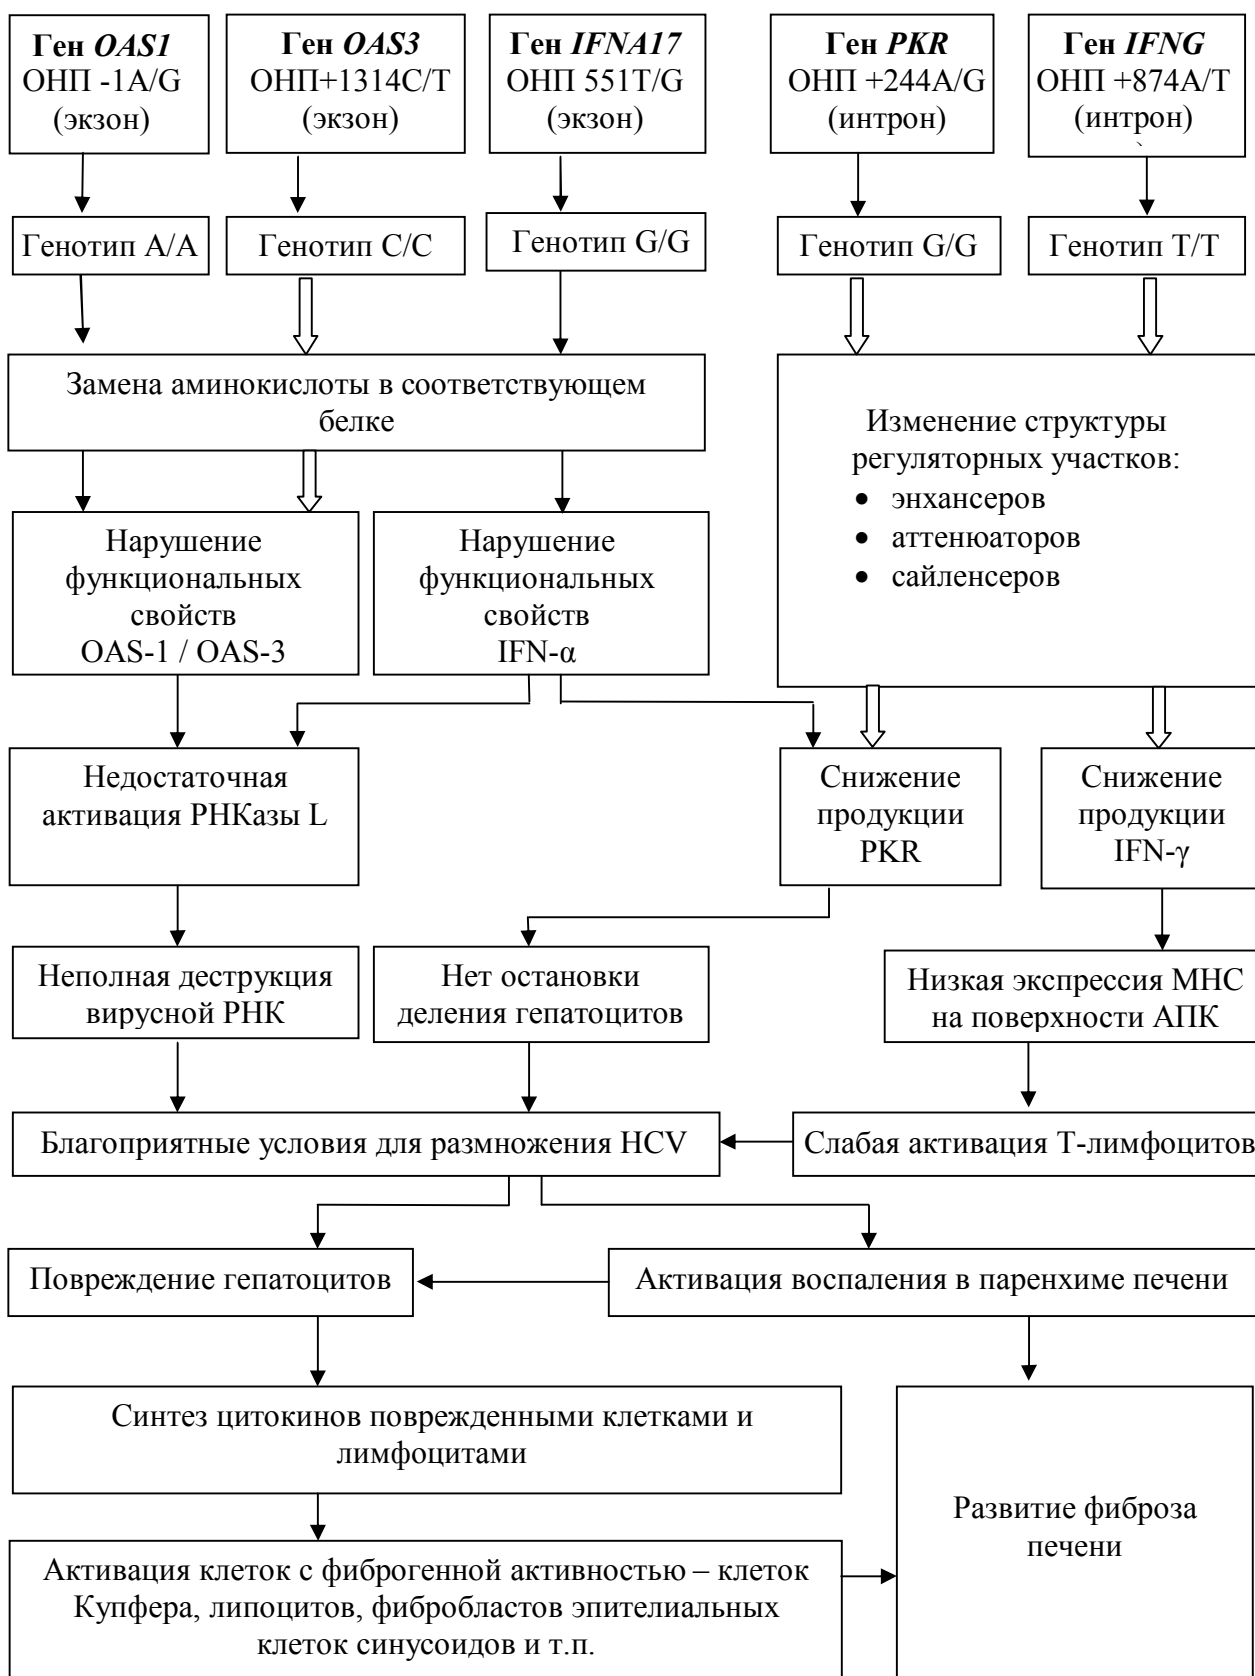 Ген OAS1
ОНП -1A/G
(экзон)
Ген OAS3
ОНП+1314C/T
(экзон)
Ген IFNA17
ОНП 551T/G
(экзон)
Ген PKR
ОНП +244A/G
(интрон)
Ген IFNG
ОНП +874A/T
(интрон)
Генотип A/A
Генотип C/C
Генотип G/G
Генотип G/G
Генотип T/T
Замена аминокислоты в соответствующем
белке
Изменение структуры
регуляторных участков:
• энхансеров
• аттенюаторов
• сайленсеров
Нарушение
функциональных
свойств
OAS-1 / OAS-3
Нарушение
функциональных
свойств
IFN-α
Недостаточная
активация РНКазы L
Снижение
продукции
PKR
Снижение
продукции
IFN-γ
Неполная деструкция
вирусной РНК
Нет остановки
деления гепатоцитов
Низкая экспрессия МНС
на поверхности АПК
Благоприятные условия для размножения HCV
Слабая активация Т-лимфоцитов
Повреждение гепатоцитов
Активация воспаления в паренхиме печени
Синтез цитокинов поврежденными клетками и
лимфоцитами
Развитие фиброза
печени
Активация клеток с фиброгенной активностью – клеток
Купфера, липоцитов, фибробластов эпителиальных
клеток синусоидов и т.п.